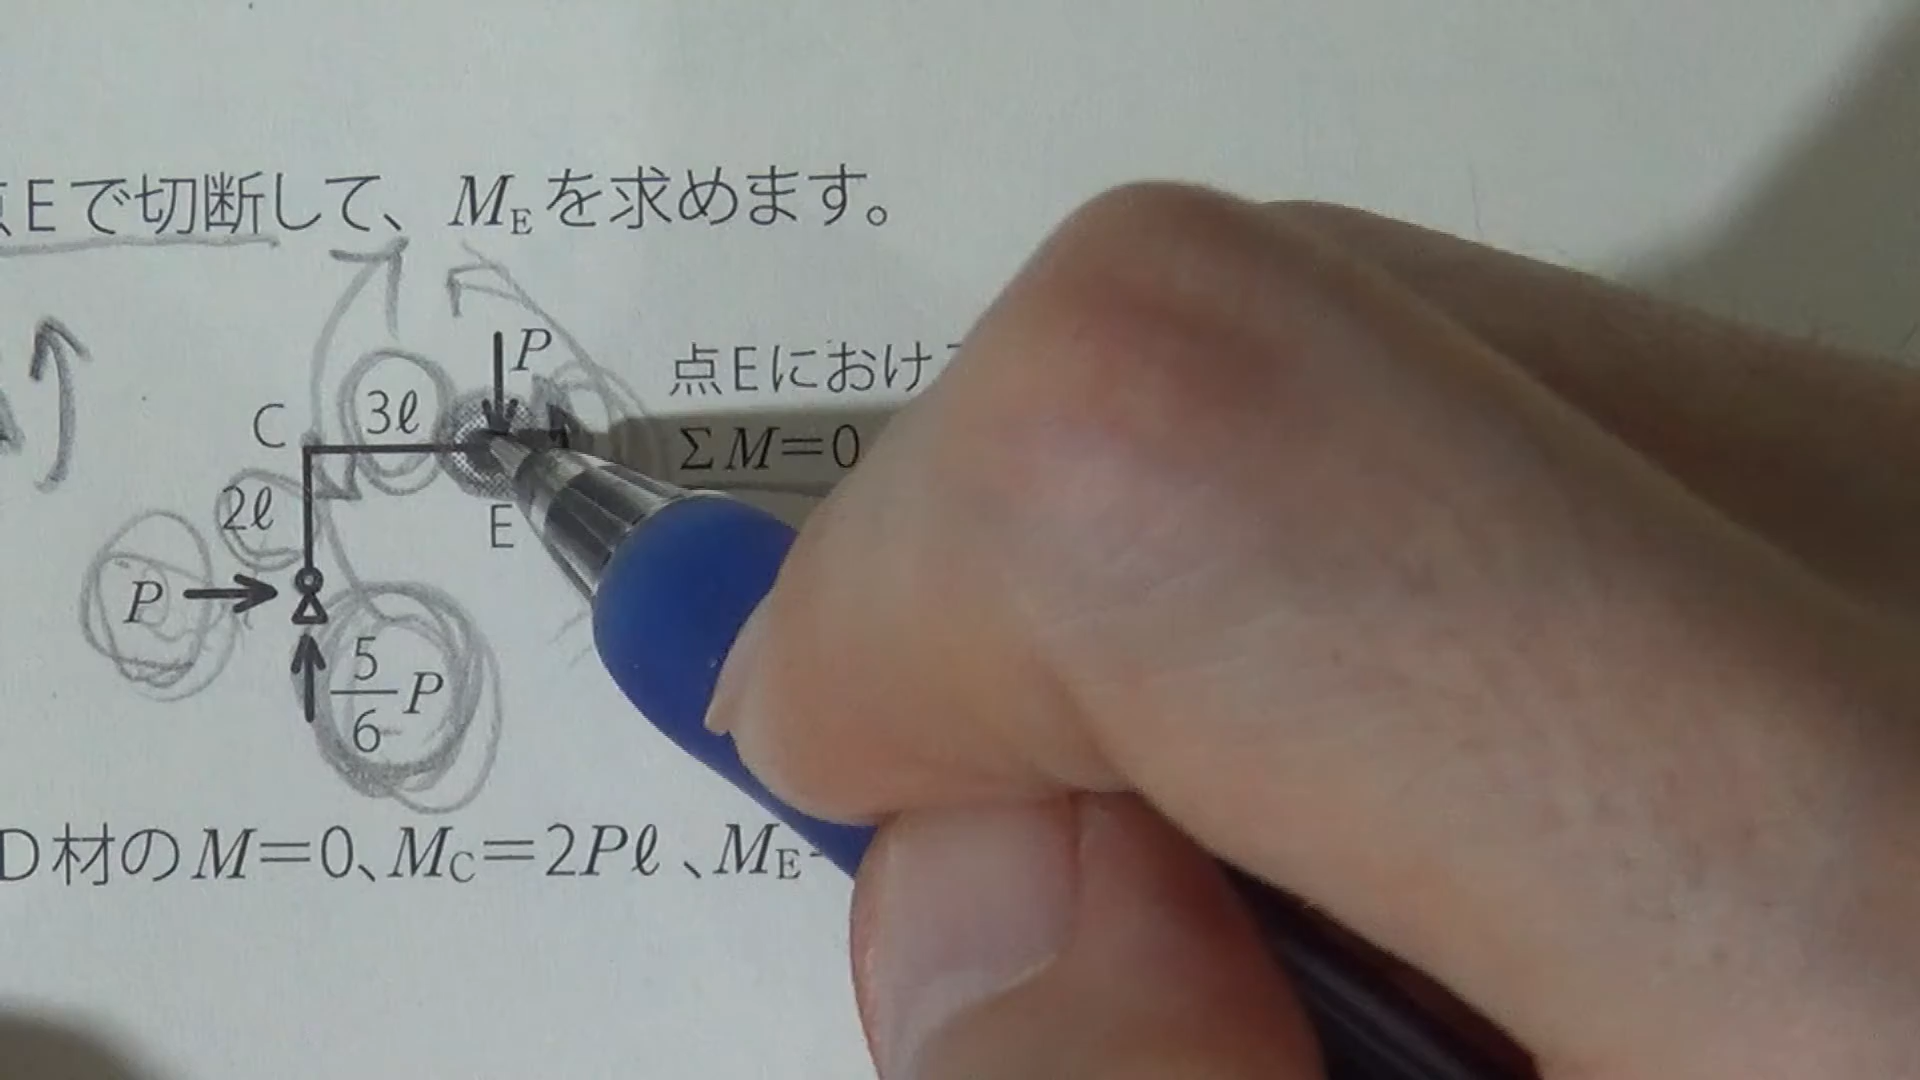 Eで切断して、MEを求めます。
P
点Eにおけ
C
3ℓ
ΣM=0
2ℓ
E
P
5/6 P
D材のM=0、MC=2Pℓ、ME